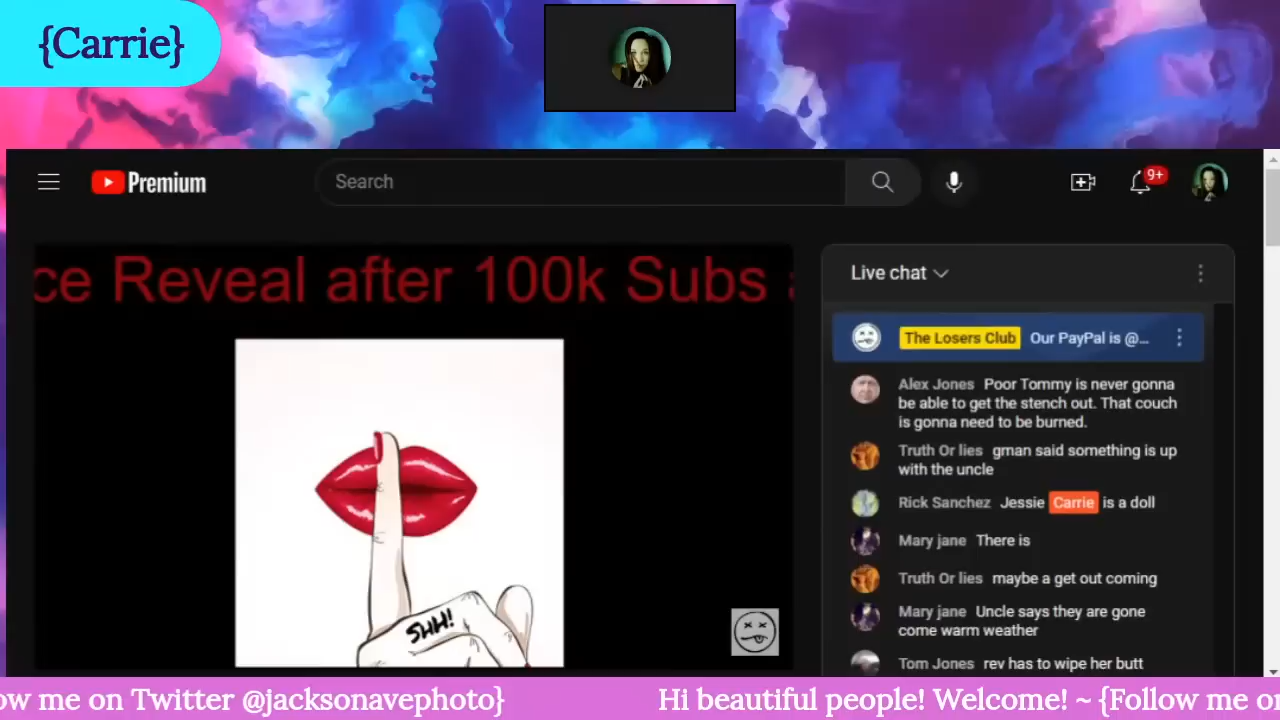 {Carrie}
Premium
Search
9+
ce Reveal after 100k Subs a
SHH!
Live chat
The Losers Club Our PayPal is @...
Alex Jones Poor Tommy is never gonna
be able to get the stench out. That couch
is gonna need to be burned.
Truth Or lies gman said something is up
with the uncle
Rick Sanchez Jessie Carrie is a doll
Mary jane There is
Truth Or lies maybe a get out coming
Mary jane Uncle says they are gone
come warm weather
Tom Jones rev has to wipe her butt
ow me on Twitter @jacksonavephoto} Hi beautiful people! Welcome! ~ {Follow me on